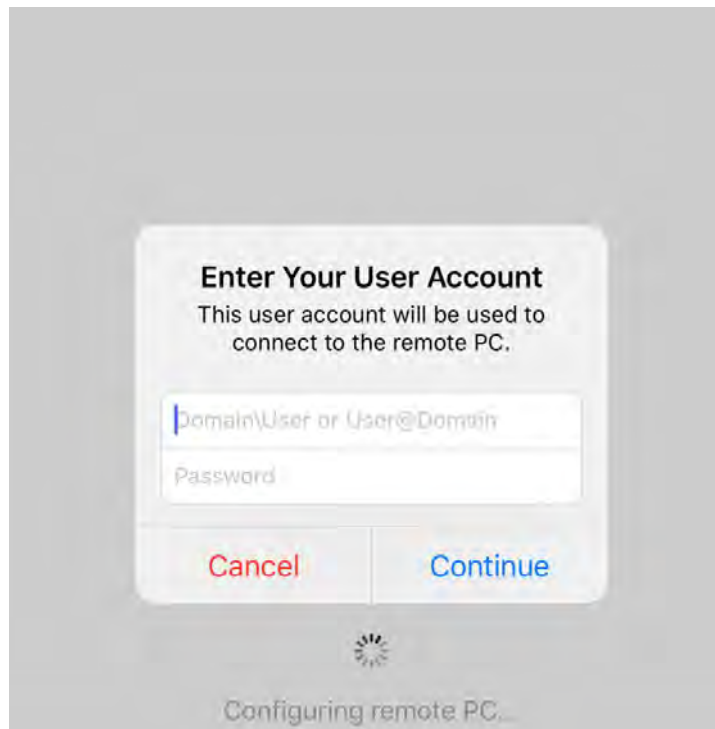 Enter Your User Account
This user account will be used to
connect to the remote PC.
Domain\User or User@Domain
Password
Cancel
Continue
Configuring remote PC...